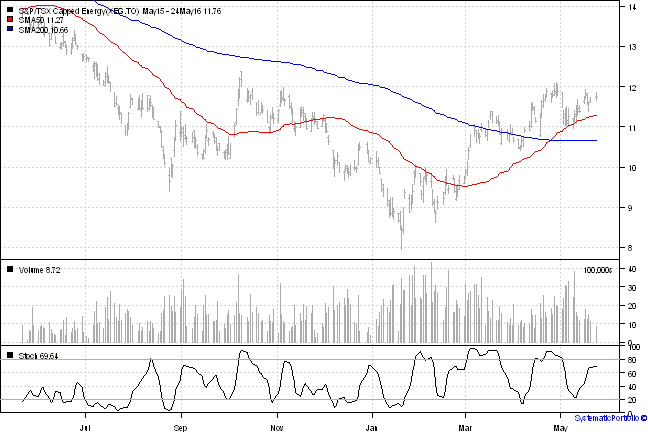 S&P/TSX Capped Energy(XEG.TO) May15 - 24May16 11.76
SMA50 11.27
SMA200 10.66
14
13
12
11
10
9
8
Volume 8.72
100,000s
40
30
20
10
0
Stoch 69.64
100
80
60
40
20
0
Jul Sep Nov Jan Mar May
SystematicPortfolio ©